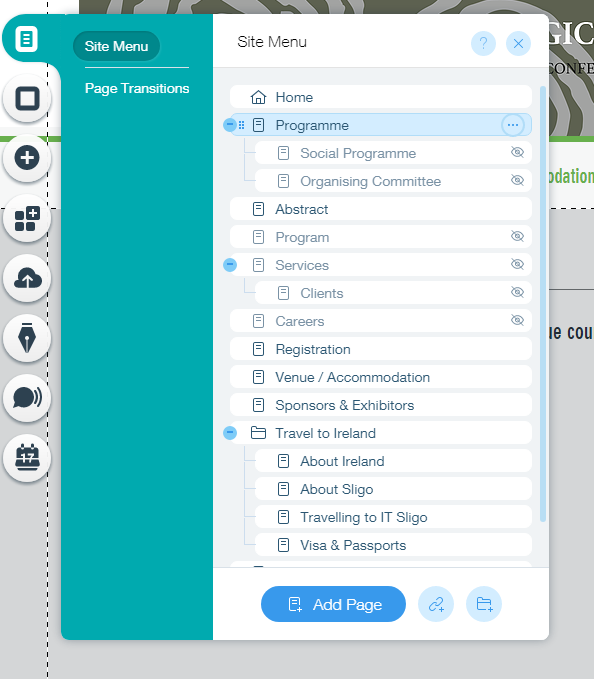 GIC
CONFE
Site Menu
Page Transitions
Site Menu
?
Home
Programme
Social Programme
Organising Committee
Abstract
Program
Services
Clients
Careers
Registration
Venue / Accommodation
Sponsors & Exhibitors
Travel to Ireland
About Ireland
About Sligo
Travelling to IT Sligo
Visa & Passports
Add Page
odation
ue cou
17